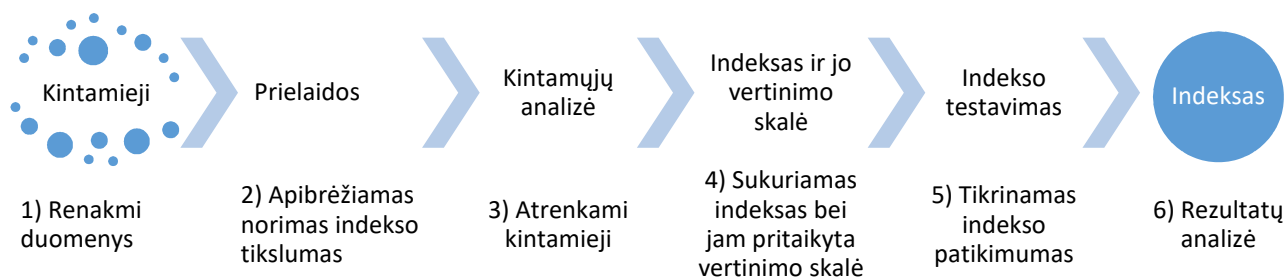 Kintamieji
Prielaidos
Kintamųjų
analizė
Indeksas ir jo
vertinimo
skalė
Indekso
testavimas
Indeksas
1) Renakmi
duomenys
2) Apibrėžiamas
norimas indekso
tikslumas
3) Atrenkami
kintamieji
4) Sukuriamas
indeksas bei
jam pritaikyta
vertinimo skalė
5) Tikrinamas
indekso
patikimumas
6) Rezultatų
analizė